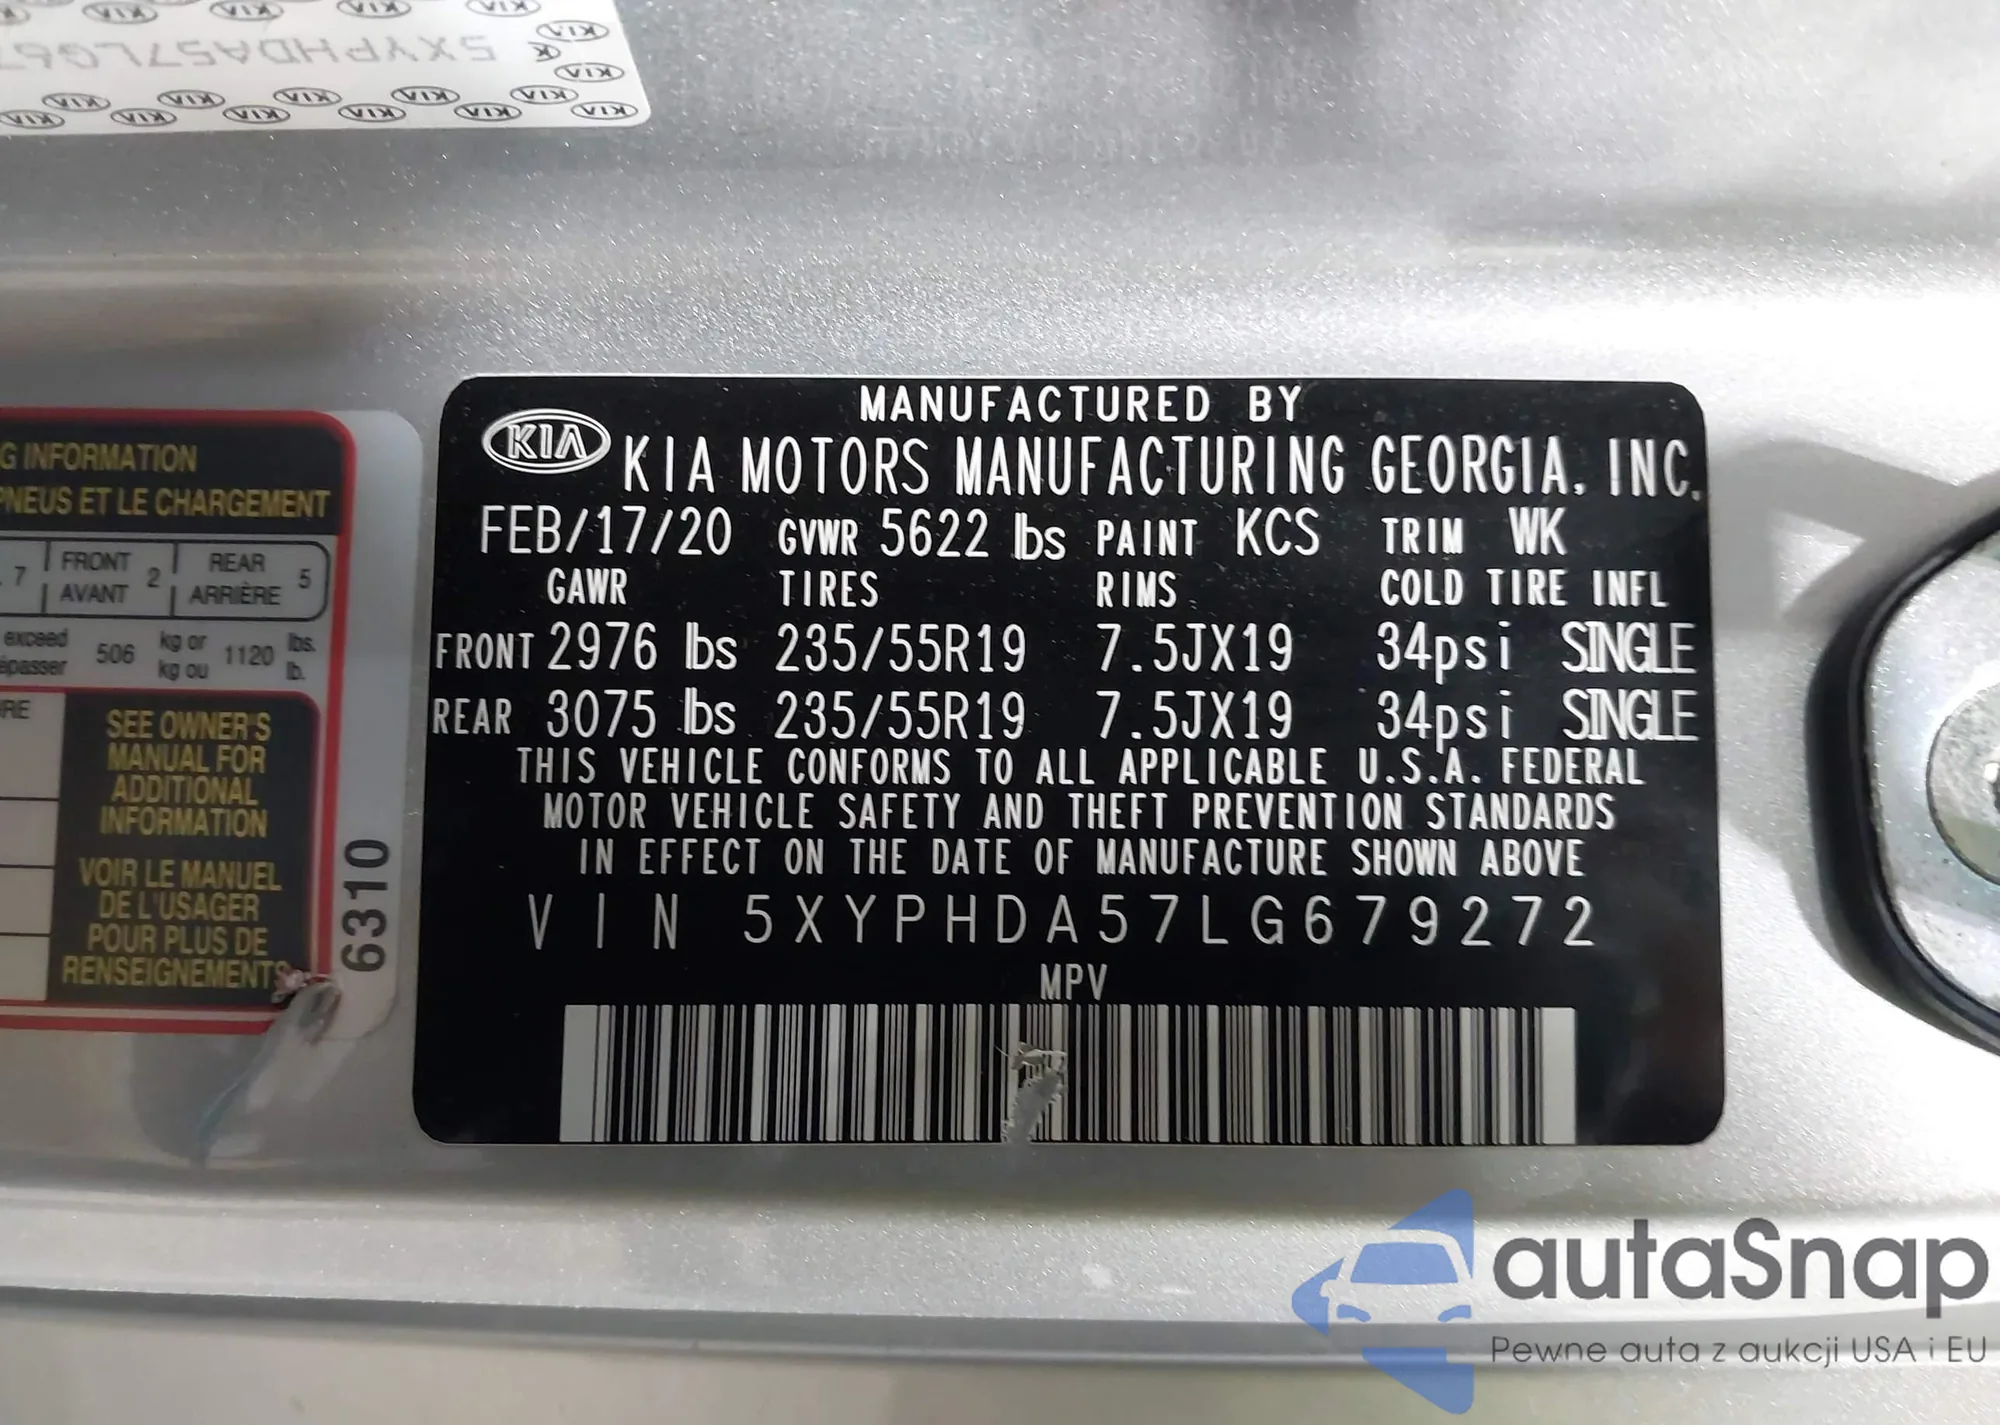 5XYPHDA57LG67
G INFORMATION
PNEUS ET LE CHARGEMENT
7 FRONT 2 REAR 5
AVANT ARRIÈRE
exceed 506 kg or 1120 lbs.
épasser kg ou lb.
RE
SEE OWNER'S
MANUAL FOR
ADDITIONAL
INFORMATION
VOIR LE MANUEL
DE L'USAGER
POUR PLUS DE
RENSEIGNEMENTS
6310
MANUFACTURED BY
KIA KIA MOTORS MANUFACTURING GEORGIA, INC.
FEB/17/20 GVWR 5622 lbs PAINT KCS TRIM WK
GAWR TIRES RIMS COLD TIRE INFL
FRONT 2976 lbs 235/55R19 7.5JX19 34psi SINGLE
REAR 3075 lbs 235/55R19 7.5JX19 34psi SINGLE
THIS VEHICLE CONFORMS TO ALL APPLICABLE U.S.A. FEDERAL
MOTOR VEHICLE SAFETY AND THEFT PREVENTION STANDARDS
IN EFFECT ON THE DATE OF MANUFACTURE SHOWN ABOVE
VIN 5XYPHDA57LG679272
MPV
autaSnap
Pewne auta z aukcji USA i EU